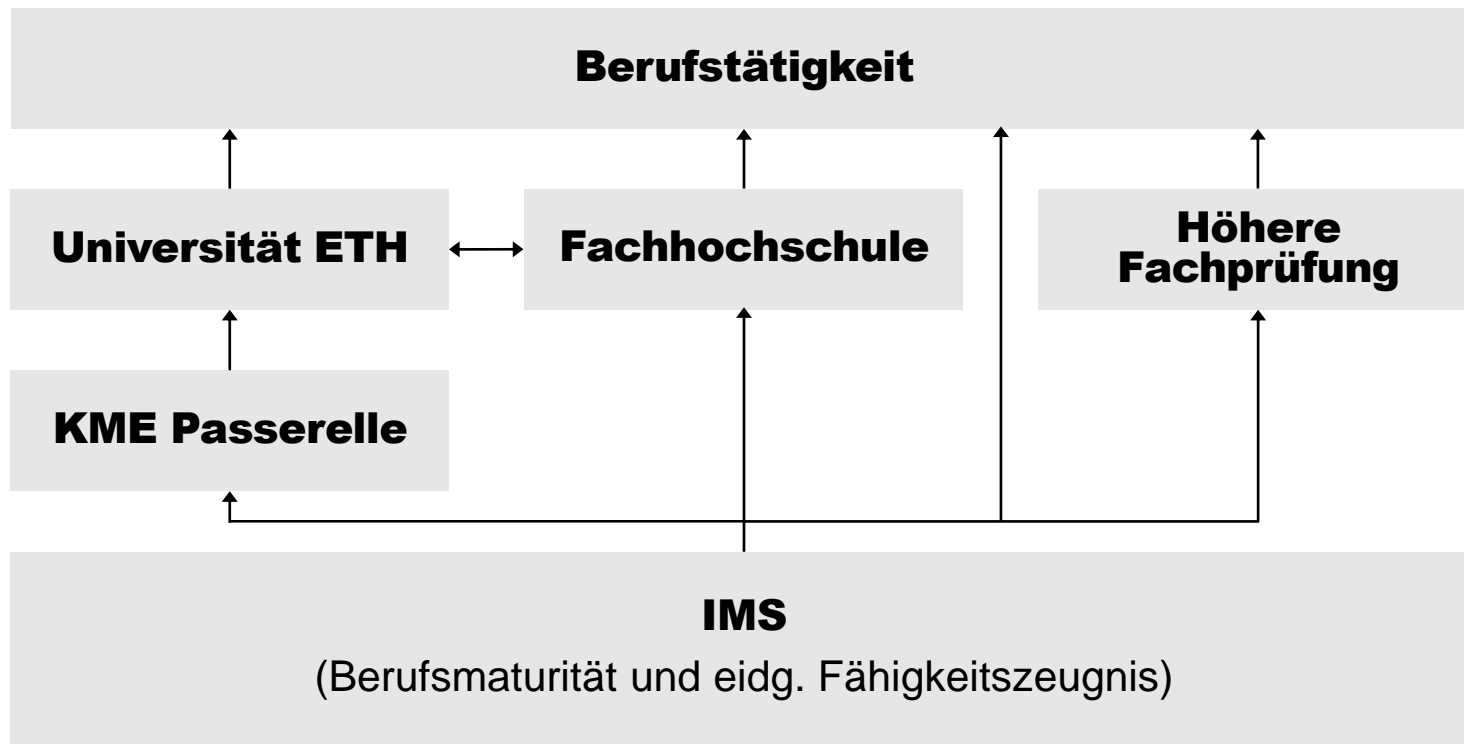 Berufstätigkeit
Universität ETH
Fachhochschule
Höhere
Fachprüfung
KME Passerelle
IMS
(Berufsmaturität und eidg. Fähigkeitszeugnis)